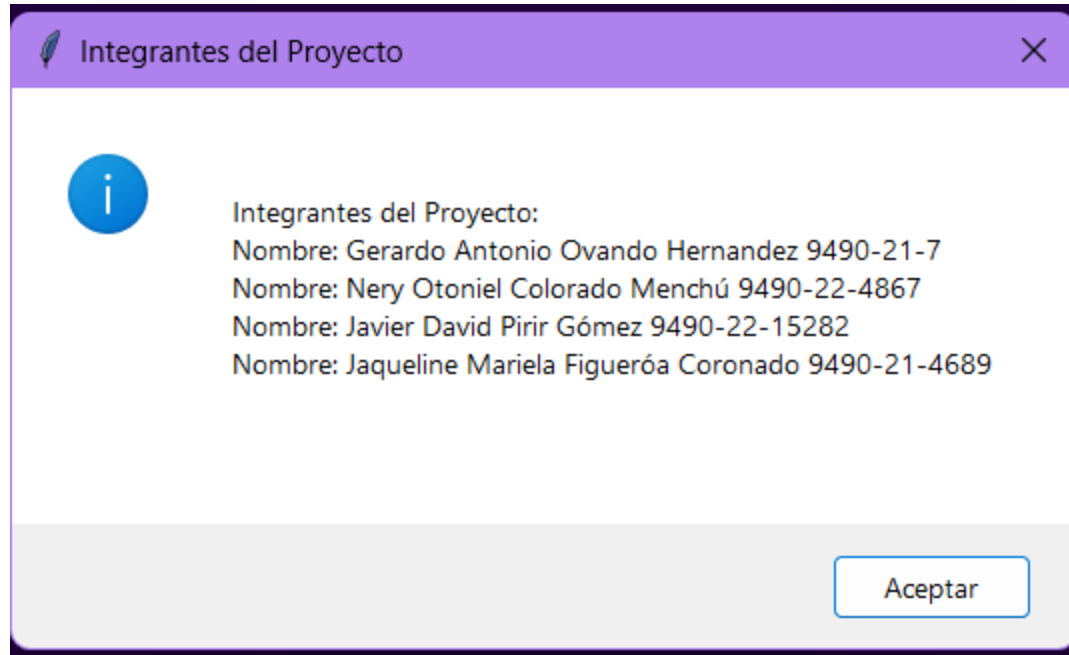 Integrantes del Proyecto
Integrantes del Proyecto:
Nombre: Gerardo Antonio Ovando Hernandez 9490-21-7
Nombre: Nery Otoniel Colorado Menchú 9490-22-4867
Nombre: Javier David Pirir Gómez 9490-22-15282
Nombre: Jaqueline Mariela Figueróa Coronado 9490-21-4689
Aceptar